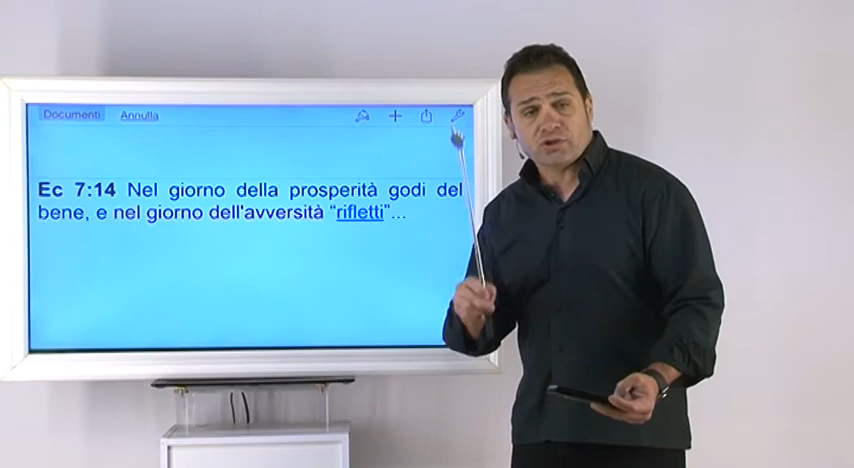 Documenti Annulla
Ec 7:14 Nel giorno della prosperità godi del
bene, e nel giorno dell'avversità “rifletti”...